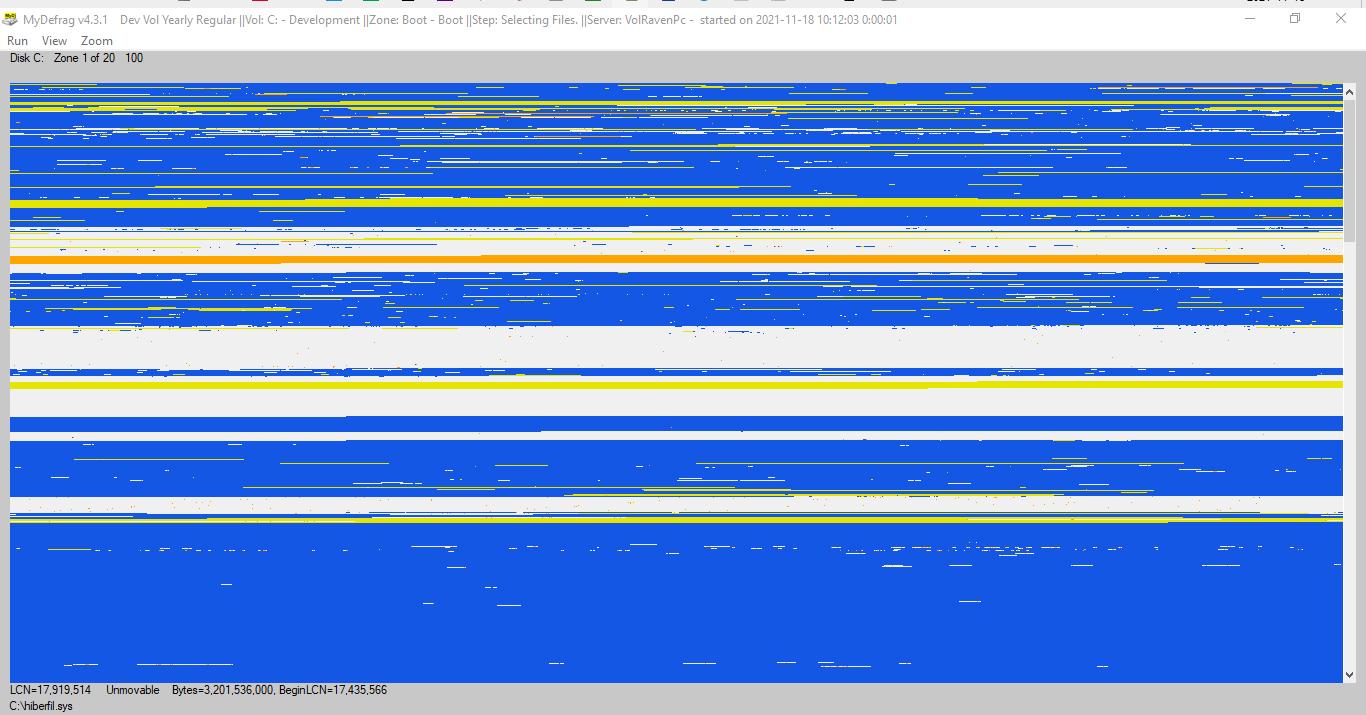 MyDefrag v4.3.1 Dev Vol Yearly Regular ||Vol: C: - Development ||Zone: Boot - Boot ||Step: Selecting Files. ||Server: VolRavenPc - started on 2021-11-18 10:12:03 0:00:01
Run View Zoom
Disk C: Zone 1 of 20 100
LCN=17,919,514 Unmovable Bytes=3,201,536,000, BeginLCN=17,435,566
C:\hiberfil.sys